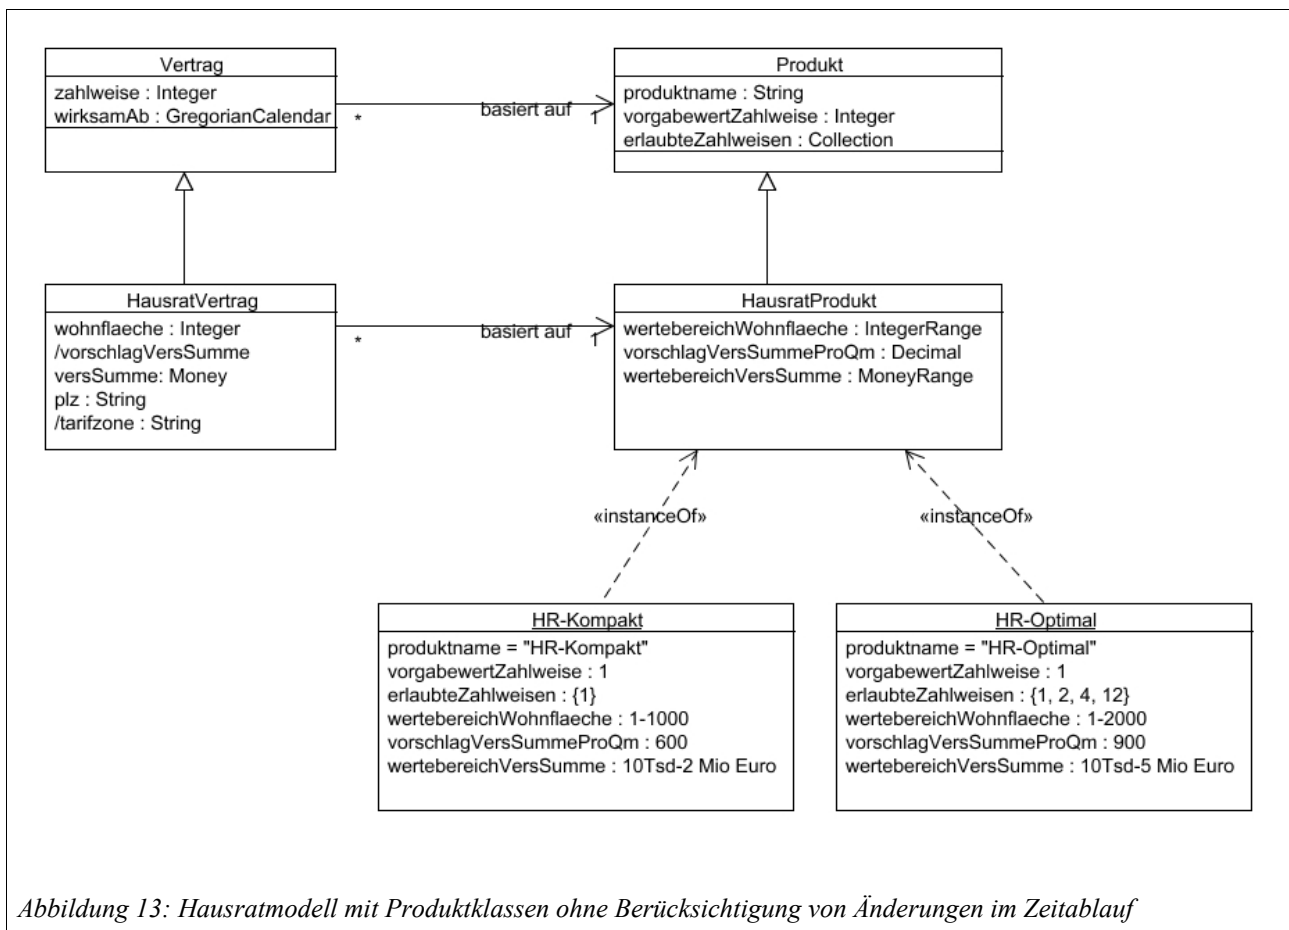 Vertrag
zahlweise : Integer
wirksamAb : GregorianCalendar
*
basiert auf
1
Produkt
produktname : String
vorgabewertZahlweise : Integer
erlaubteZahlweisen : Collection
HausratVertrag
wohnflaeche : Integer
/vorschlagVersSumme
versSumme: Money
plz : String
/tarifzone : String
*
basiert auf
1
HausratProdukt
wertebereichWohnflaeche : IntegerRange
vorschlagVersSummeProQm : Decimal
wertebereichVersSumme : MoneyRange
«instanceOf»
«instanceOf»
HR-Kompakt
produktname = "HR-Kompakt"
vorgabewertZahlweise : 1
erlaubteZahlweisen : {1}
wertebereichWohnflaeche : 1-1000
vorschlagVersSummeProQm : 600
wertebereichVersSumme : 10Tsd-2 Mio Euro
HR-Optimal
produktname = "HR-Optimal"
vorgabewertZahlweise : 1
erlaubteZahlweisen : {1, 2, 4, 12}
wertebereichWohnflaeche : 1-2000
vorschlagVersSummeProQm : 900
wertebereichVersSumme : 10Tsd-5 Mio Euro
Abbildung 13: Hausratmodell mit Produktklassen ohne Berücksichtigung von Änderungen im Zeitablauf